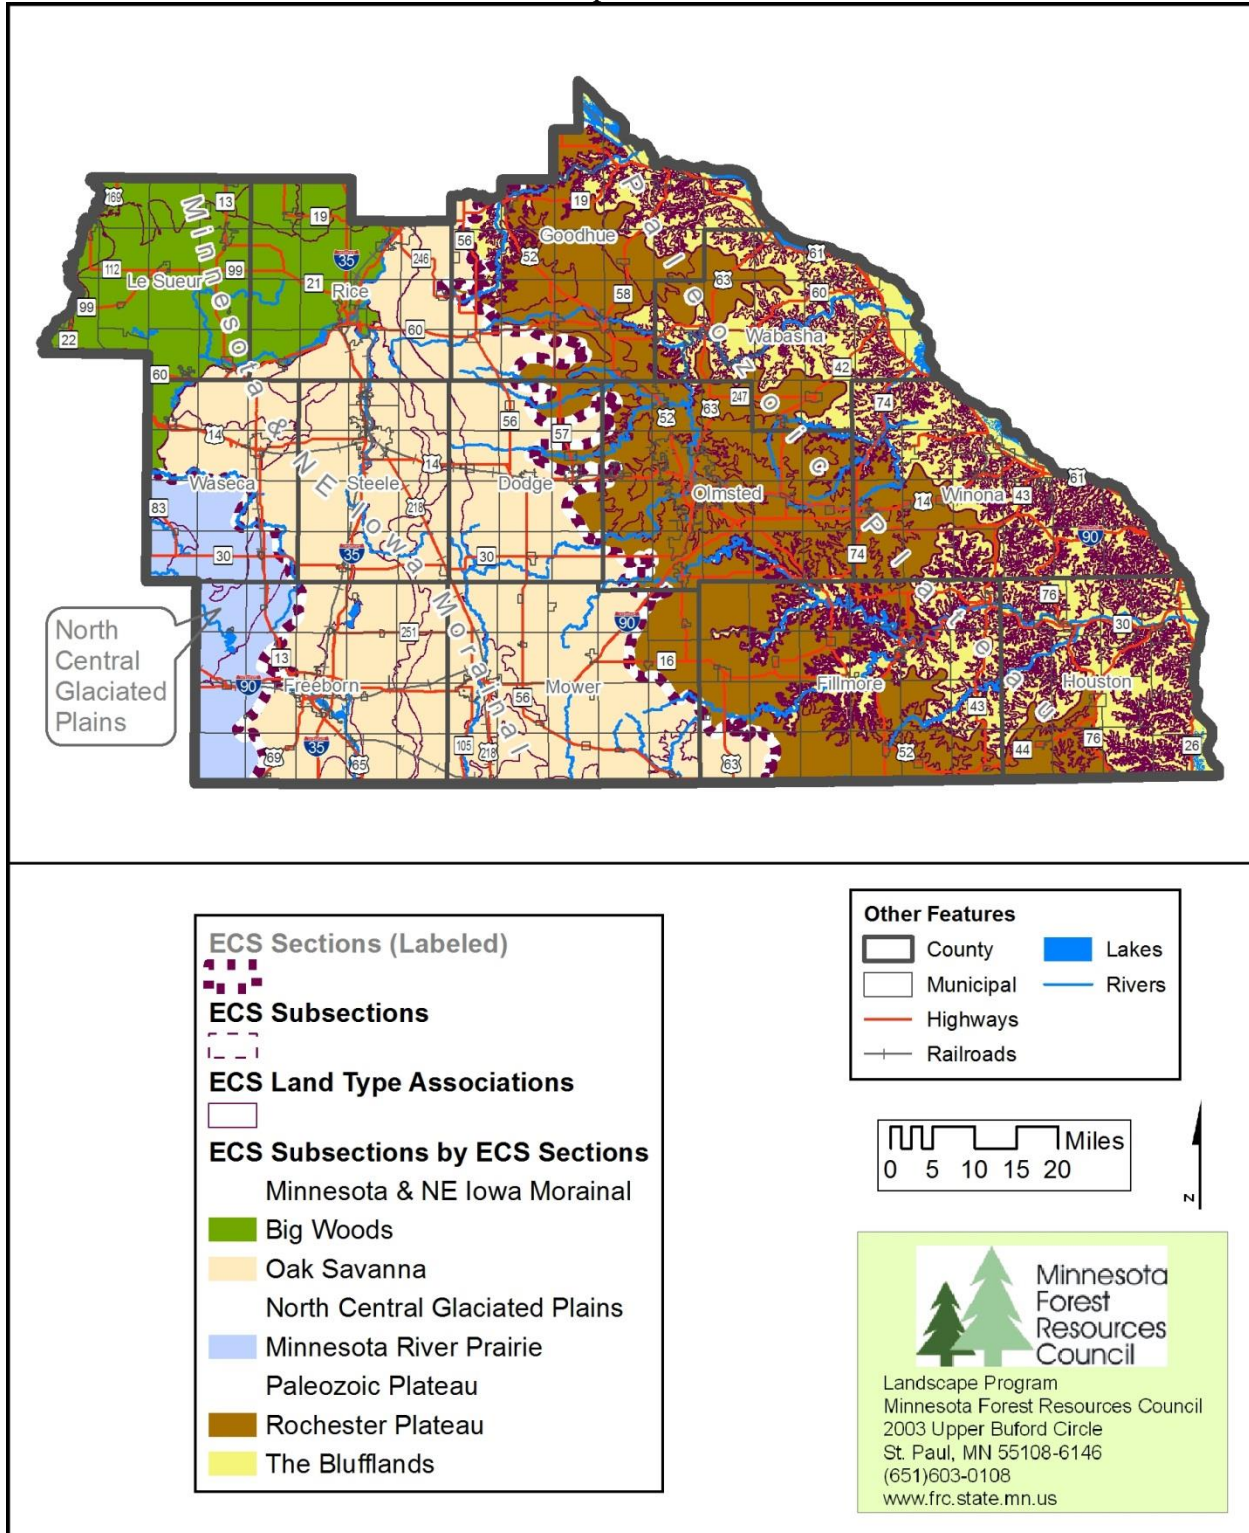 Paleozoic Plateau
Minnesota & NE Iowa Morainal
North
Central
Glaciated
Plains
Goodhue
Le Sueur
Rice
Wabasha
Waseca
Steele
Dodge
Olmsted
Winona
Freeborn
Mower
Fillmore
Houston
169
13
19
19
56
52
246
35
112
99
21
99
22
60
60
58
63
61
60
42
14
56
57
52
63
247
74
14
218
83
30
35
30
14
43
61
90
74
90
76
30
251
13
16
90
56
43
35
69
65
105
218
63
52
44
76
26
ECS Sections (Labeled)
ECS Subsections
ECS Land Type Associations
ECS Subsections by ECS Sections
Minnesota & NE Iowa Morainal
Big Woods
Oak Savanna
North Central Glaciated Plains
Minnesota River Prairie
Paleozoic Plateau
Rochester Plateau
The Blufflands
Other Features
County
Lakes
Municipal
Rivers
Highways
Railroads
Miles
0 5 10 15 20
N
Minnesota
Forest
Resources
Council
Landscape Program
Minnesota Forest Resources Council
2003 Upper Buford Circle
St. Paul, MN 55108-6146
(651)603-0108
www.frc.state.mn.us